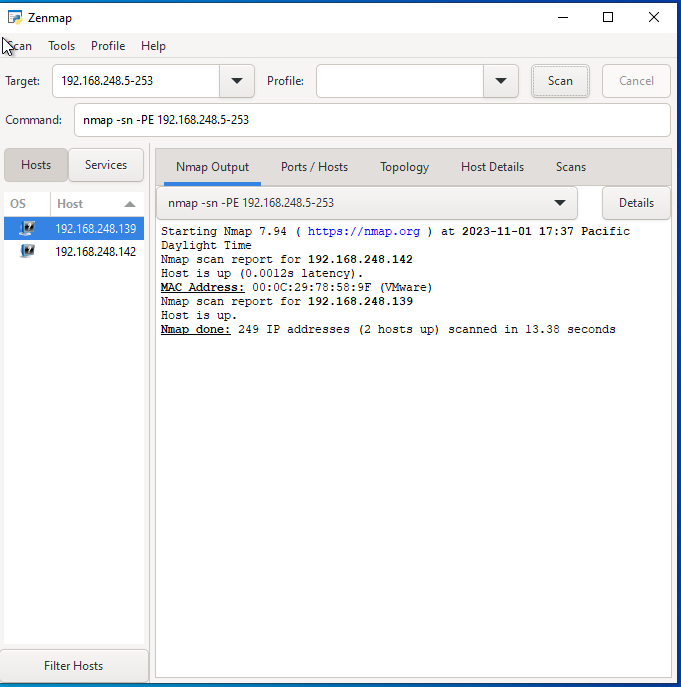 Zenmap
Scan Tools Profile Help
Target: 192.168.248.5-253 Profile: Scan Cancel
Command: nmap -sn -PE 192.168.248.5-253
Hosts Services
OS Host
192.168.248.139
192.168.248.142
Filter Hosts
Nmap Output Ports / Hosts Topology Host Details Scans
nmap -sn -PE 192.168.248.5-253 Details
Starting Nmap 7.94 ( https://nmap.org ) at 2023-11-01 17:37 Pacific
Daylight Time
Nmap scan report for 192.168.248.142
Host is up (0.0012s latency).
MAC Address: 00:0C:29:78:58:9F (VMware)
Nmap scan report for 192.168.248.139
Host is up.
Nmap done: 249 IP addresses (2 hosts up) scanned in 13.38 seconds